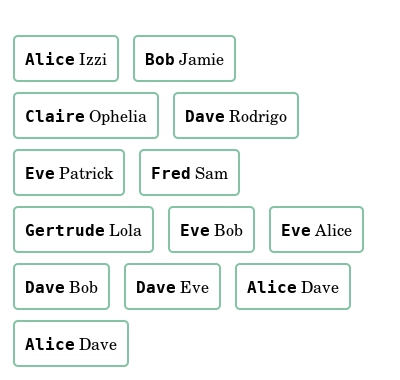 Alice Izzi Bob Jamie
Claire Ophelia Dave Rodrigo
Eve Patrick Fred Sam
Gertrude Lola Eve Bob Eve Alice
Dave Bob Dave Eve Alice Dave
Alice Dave